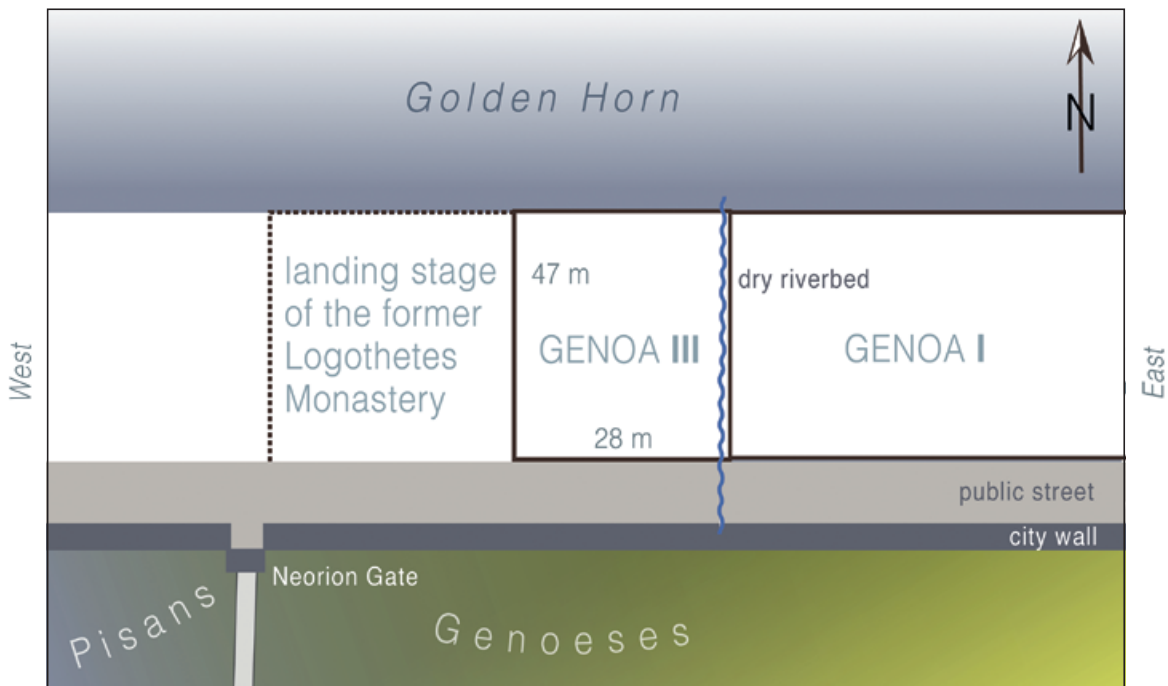 Golden Horn
N
landing stage
of the former
Logothetes
Monastery
47 m
GENOA III
28 m
dry riverbed
GENOA I
West
East
public street
city wall
Neorion Gate
Pisans
Genoeses